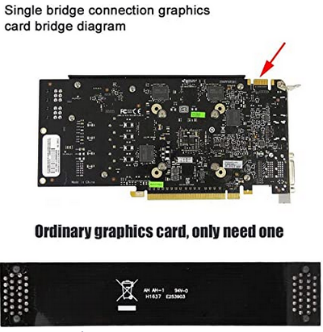 Single bridge connection graphics
card bridge diagram
Ordinary graphics card, only need one
AH AH-1 94V-0
H1637 E253903